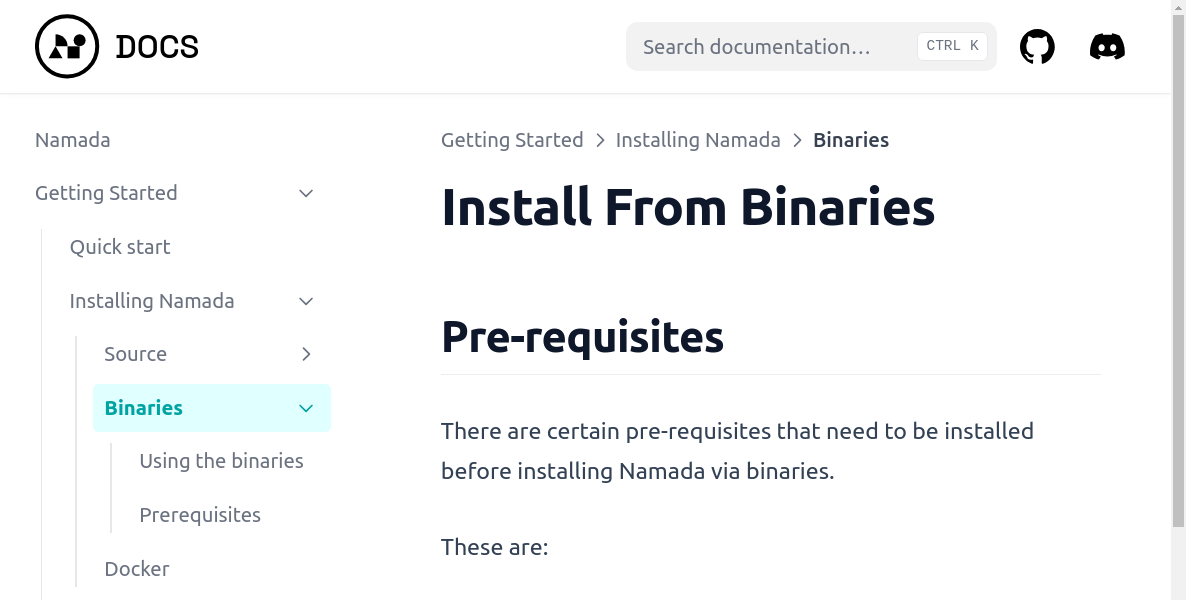 DOCS
Search documentation…
CTRL K
Namada
Getting Started
Quick start
Installing Namada
Source
Binaries
Using the binaries
Prerequisites
Docker
Getting Started > Installing Namada > Binaries
Install From Binaries
Pre-requisites
There are certain pre-requisites that need to be installed
before installing Namada via binaries.
These are: